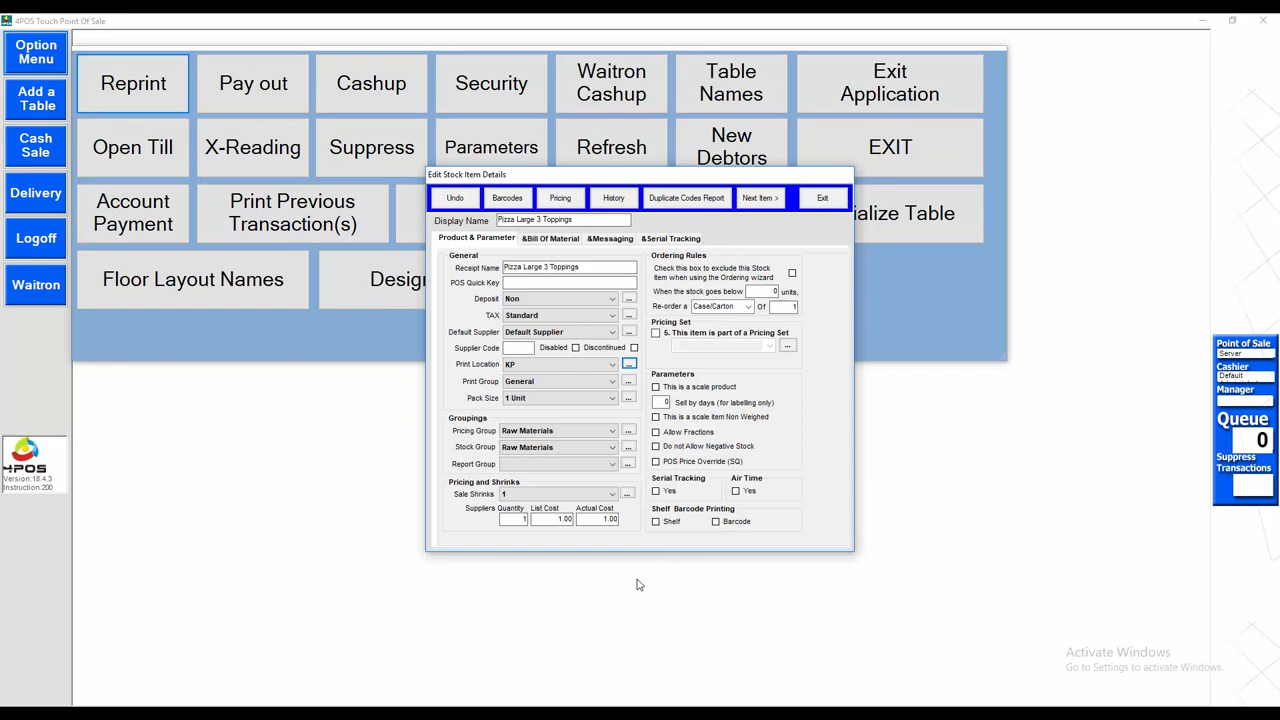 4POS Touch Point Of Sale
Option
Menu
Add a
Table
Cash
Sale
Delivery
Logoff
Waitron
Reprint
Pay out
Cashup
Security
Waitron
Cashup
Table
Names
Exit
Application
Open Till
X-Reading
Suppress
Parameters
Refresh
New
Debtors
EXIT
Account
Payment
Print Previous
Transaction(s)
ialize Table
Floor Layout Names
Design
Edit Stock Item Details
Undo
Barcodes
Pricing
History
Duplicate Codes Report
Next Item >
Exit
Display Name Pizza Large 3 Toppings
Product & Parameter
&Bill Of Material
&Messaging
&Serial Tracking
General
Receipt Name Pizza Large 3 Toppings
POS Quick Key
Deposit Non ...
TAX Standard ...
Default Supplier Default Supplier ...
Supplier Code Disabled Discontinued
Print Location KP ...
Print Group General ...
Pack Size 1 Unit ...
Groupings
Pricing Group Raw Materials ...
Stock Group Raw Materials ...
Report Group ...
Pricing and Shrinks
Sale Shrinks 1 ...
Suppliers Quantity List Cost Actual Cost
1 1.00 1.00
Ordering Rules
Check this box to exclude this Stock
Item when using the Ordering wizard
When the stock goes below 0 units,
Re-order a Case/Carton Of 1
Pricing Set
5. This item is part of a Pricing Set
...
Parameters
This is a scale product
0 Sell by days (for labelling only)
This is a scale item Non Weighed
Allow Fractions
Do not Allow Negative Stock
POS Price Override (SQ)
Serial Tracking
Yes
Air Time
Yes
Shelf Barcode Printing
Shelf
Barcode
4POS
Version:18.4.3
Instruction:200
Point of Sale
Server
Cashier
Default
Manager
Queue
0
Suppress
Transactions
Activate Windows
Go to Settings to activate Windows.